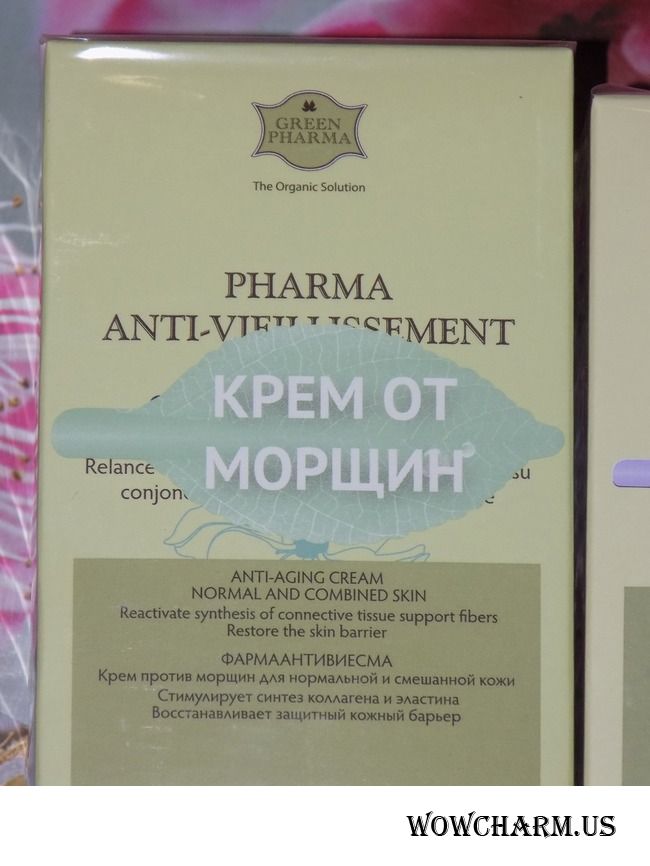 GREEN
PHARMA
The Organic Solution
PHARMA
КРЕМ ОТ
МОРЩИН
Relance
conjon
ANTI-AGING CREAM
NORMAL AND COMBINED SKIN
Reactivate synthesis of connective tissue support fibers
Restore the skin barrier
ФАРМААНТИВИЕСМА
Крем против морщин для нормальной и смешанной кожи
Стимулирует синтез коллагена и эластина
Восстанавливает защитный кожный барьер
WOWCHARM.US